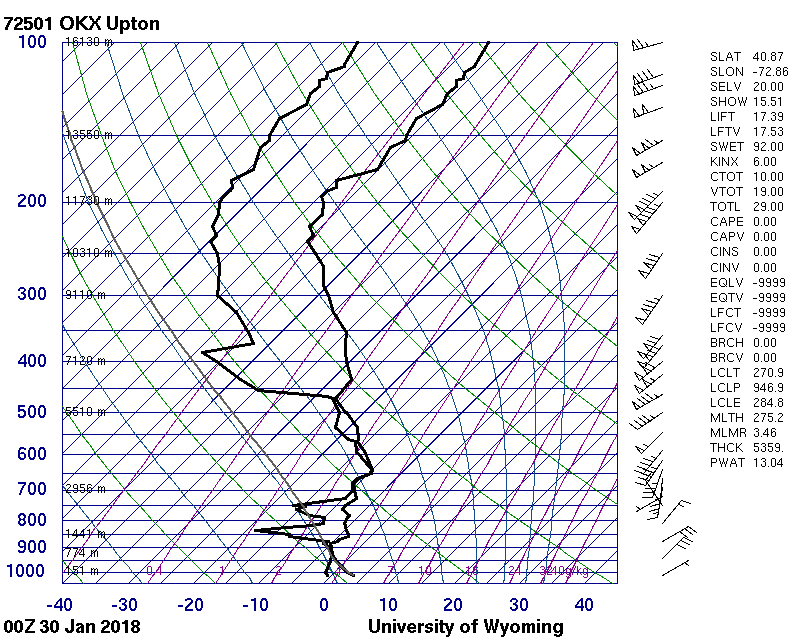 72501 OKX Upton
100
16130 m
13550 m
200
11730 m
10310 m
300
9110 m
400
7120 m
500
5510 m
600
700
2956 m
800
1441 m
900
774 m
1000
151 m
0.4
1
2
4
7
10
16
24
32
40g/kg
-40
-30
-20
-10
0
10
20
30
40
00Z 30 Jan 2018
University of Wyoming
SLAT 40.87
SLON -72.86
SELV 20.00
SHOW 15.51
LIFT 17.39
LFTV 17.53
SWET 92.00
KINX 6.00
CTOT 10.00
VTOT 19.00
TOTL 29.00
CAPE 0.00
CAPV 0.00
CINS 0.00
CINV 0.00
EQLV -9999
EQTV -9999
LFCT -9999
LFCV -9999
BRCH 0.00
BRCV 0.00
LCLT 270.9
LCLP 946.9
LCLE 284.8
MLTH 275.2
MLMR 3.46
THCK 5359.
PWAT 13.04